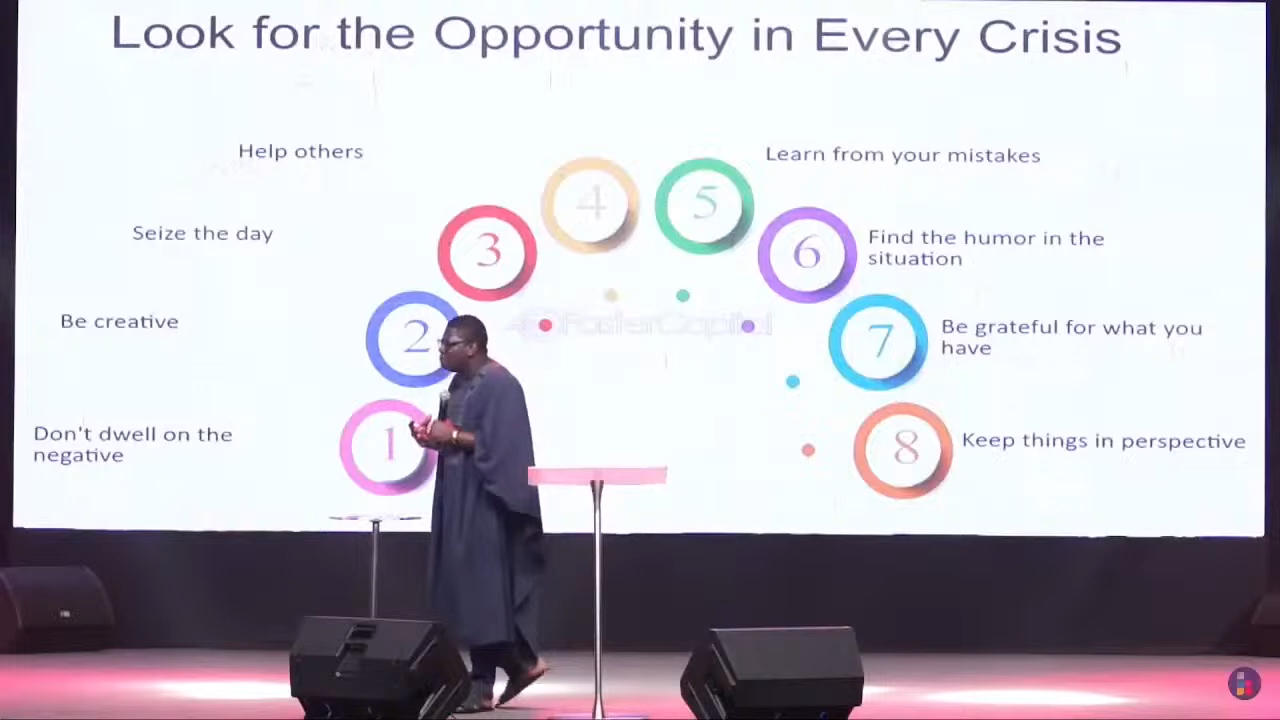 Look for the Opportunity in Every Crisis
Help others
Learn from your mistakes
4
5
Seize the day
3
6
Find the humor in the
situation
Be creative
2
FosterCapital
7
Be grateful for what you
have
Don't dwell on the
negative
1
8
Keep things in perspective